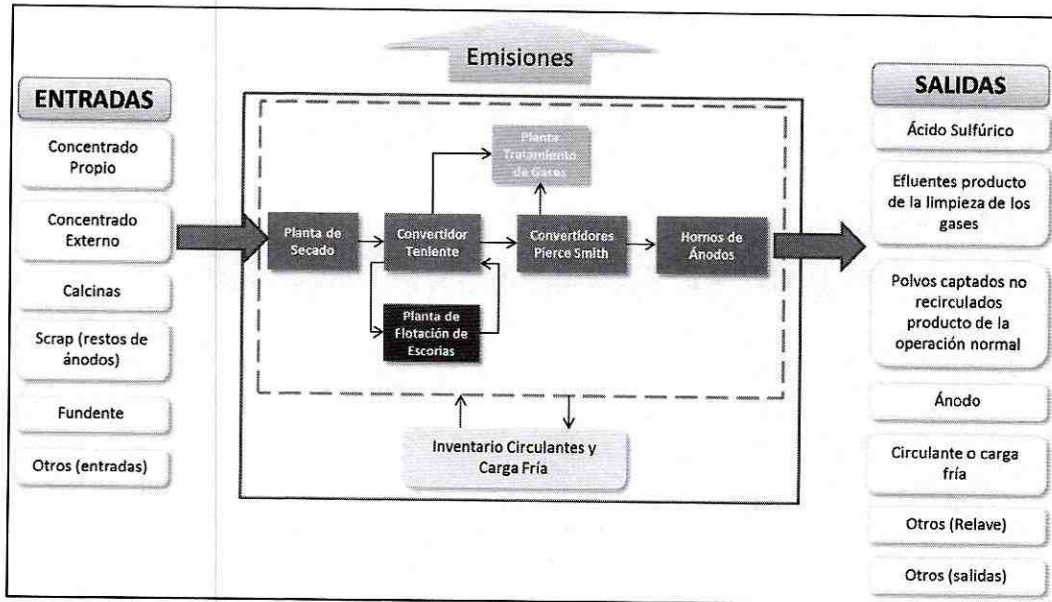 Emisiones
ENTRADAS
Concentrado
Propio
Concentrado
Externo
Calcinas
Scrap (restos de
ánodos)
Fundente
Otros (entradas)
Planta
Tratamiento
de Gases
Planta de
Secado
Convertidor
Teniente
Convertidores
Pierce Smith
Hornos de
Ánodos
Planta de
Flotación de
Escorias
Inventario Circulantes y
Carga Fría
SALIDAS
Ácido Sulfúrico
Efluentes producto
de la limpieza de los
gases
Polvos captados no
recirculados
producto de la
operación normal
Ánodo
Circulante o carga
fría
Otros (Relave)
Otros (salidas)